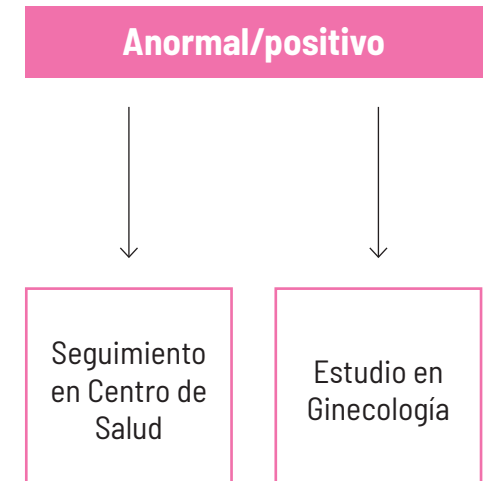 Anormal/positivo
Seguimiento
en Centro de
Salud
Estudio en
Ginecología